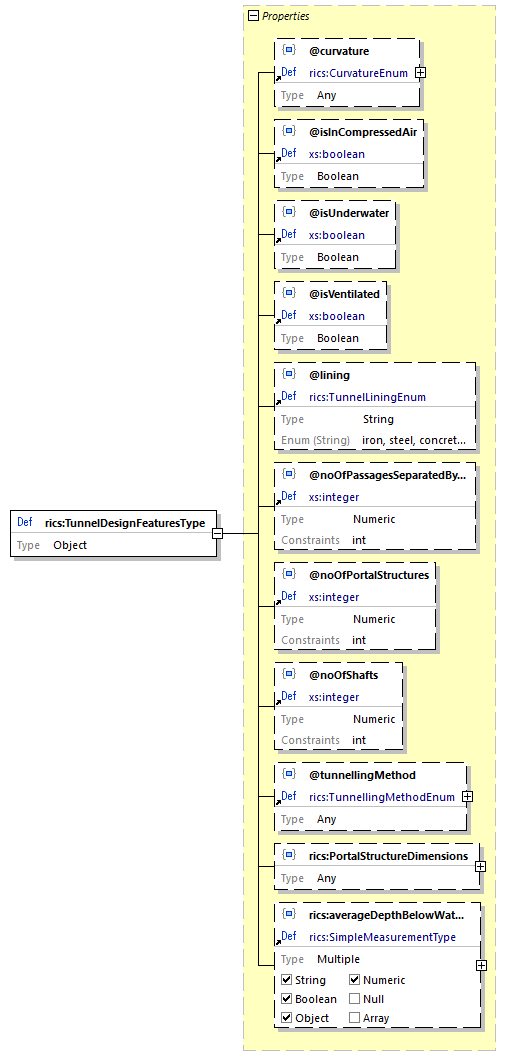 Properties
@curvature
Def rics:CurvatureEnum
Type Any
@isInCompressedAir
Def xs:boolean
Type Boolean
@isUnderwater
Def xs:boolean
Type Boolean
@isVentilated
Def xs:boolean
Type Boolean
@lining
Def rics:TunnelLiningEnum
Type String
Enum (String) iron, steel, concret...
@noOfPassagesSeparatedBy...
Def xs:integer
Type Numeric
Constraints int
Def rics:TunnelDesignFeaturesType
Type Object
@noOfPortalStructures
Def xs:integer
Type Numeric
Constraints int
@noOfShafts
Def xs:integer
Type Numeric
Constraints int
@tunnellingMethod
Def rics:TunnellingMethodEnum
Type Any
rics:PortalStructureDimensions
Type Any
rics:averageDepthBelowWat...
Def rics:SimpleMeasurementType
Type Multiple
String Numeric
Boolean Null
Object Array